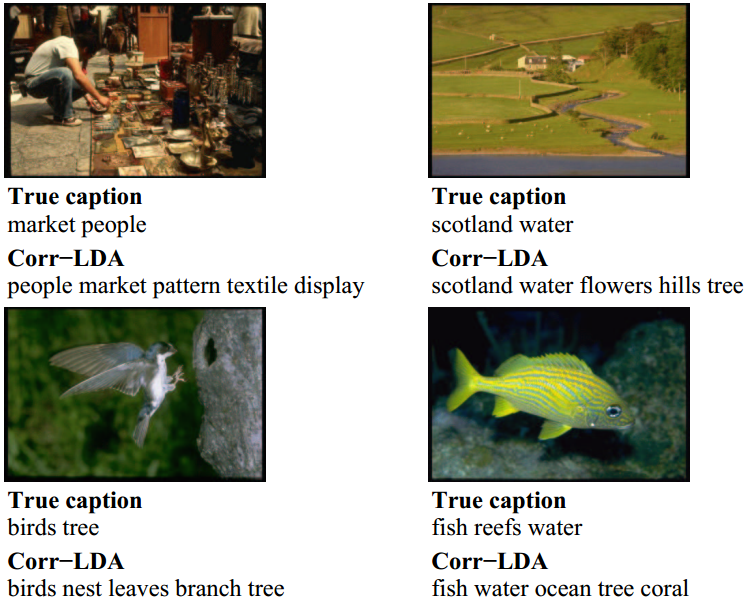 True caption
market people
Corr−LDA
people market pattern textile display
True caption
scotland water
Corr−LDA
scotland water flowers hills tree
True caption
birds tree
Corr−LDA
birds nest leaves branch tree
True caption
fish reefs water
Corr−LDA
fish water ocean tree coral